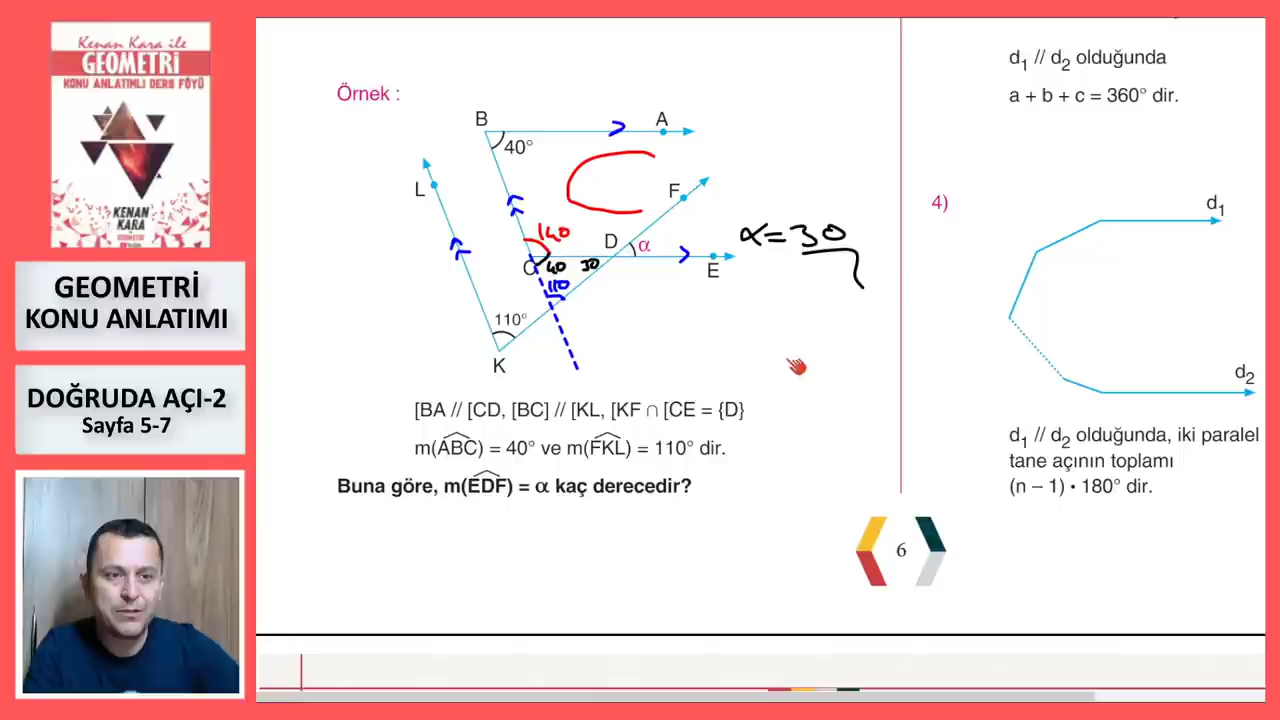 Kenan Kara ile
GEOMETRİ
KONU ANLATIMLI DERS FÖYÜ
KENAN
KARA
GEOMETRI
KONU ANLATIMI
DOĞRUDA AÇI-2
Sayfa 5-7
Örnek :
B
A
40°
L
F
140
D
α
C
40
30
E
110
110°
K
α = 30
[BA // [CD, [BC] // [KL, [KF ∩ [CE = {D}
m(ABC) = 40° ve m(FKL) = 110° dir.
Buna göre, m(EDF) = α kaç derecedir?
d1 // d2 olduğunda
a + b + c = 360° dir.
4)
d1
d2
d1 // d2 olduğunda, iki paralel
tane açının toplamı
(n – 1) • 180° dir.
6